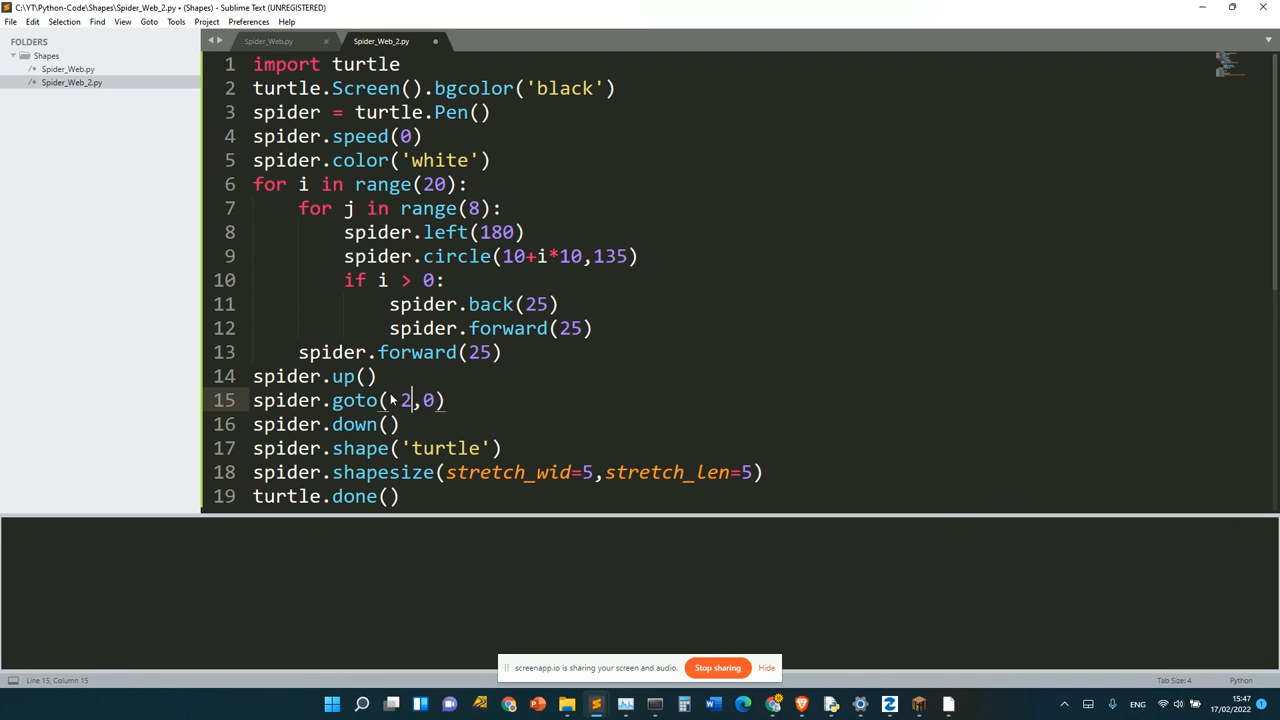 C:\YT\Python-Code\Shapes\Spider_Web_2.py • (Shapes) - Sublime Text (UNREGISTERED)
File Edit Selection Find View Goto Tools Project Preferences Help
FOLDERS
Shapes
/* Spider_Web.py
/* Spider_Web_2.py
Spider_Web.py ×
Spider_Web_2.py
1 import turtle
2 turtle.Screen().bgcolor('black')
3 spider = turtle.Pen()
4 spider.speed(0)
5 spider.color('white')
6 for i in range(20):
7 for j in range(8):
8 spider.left(180)
9 spider.circle(10+i*10,135)
10 if i > 0:
11 spider.back(25)
12 spider.forward(25)
13 spider.forward(25)
14 spider.up()
15 spider.goto( 2,0)
16 spider.down()
17 spider.shape('turtle')
18 spider.shapesize(stretch_wid=5,stretch_len=5)
19 turtle.done()
screenapp.io is sharing your screen and audio. Stop sharing Hide
Line 15, Column 15
Tab Size: 4 Python
ENG
15:47
17/02/2022